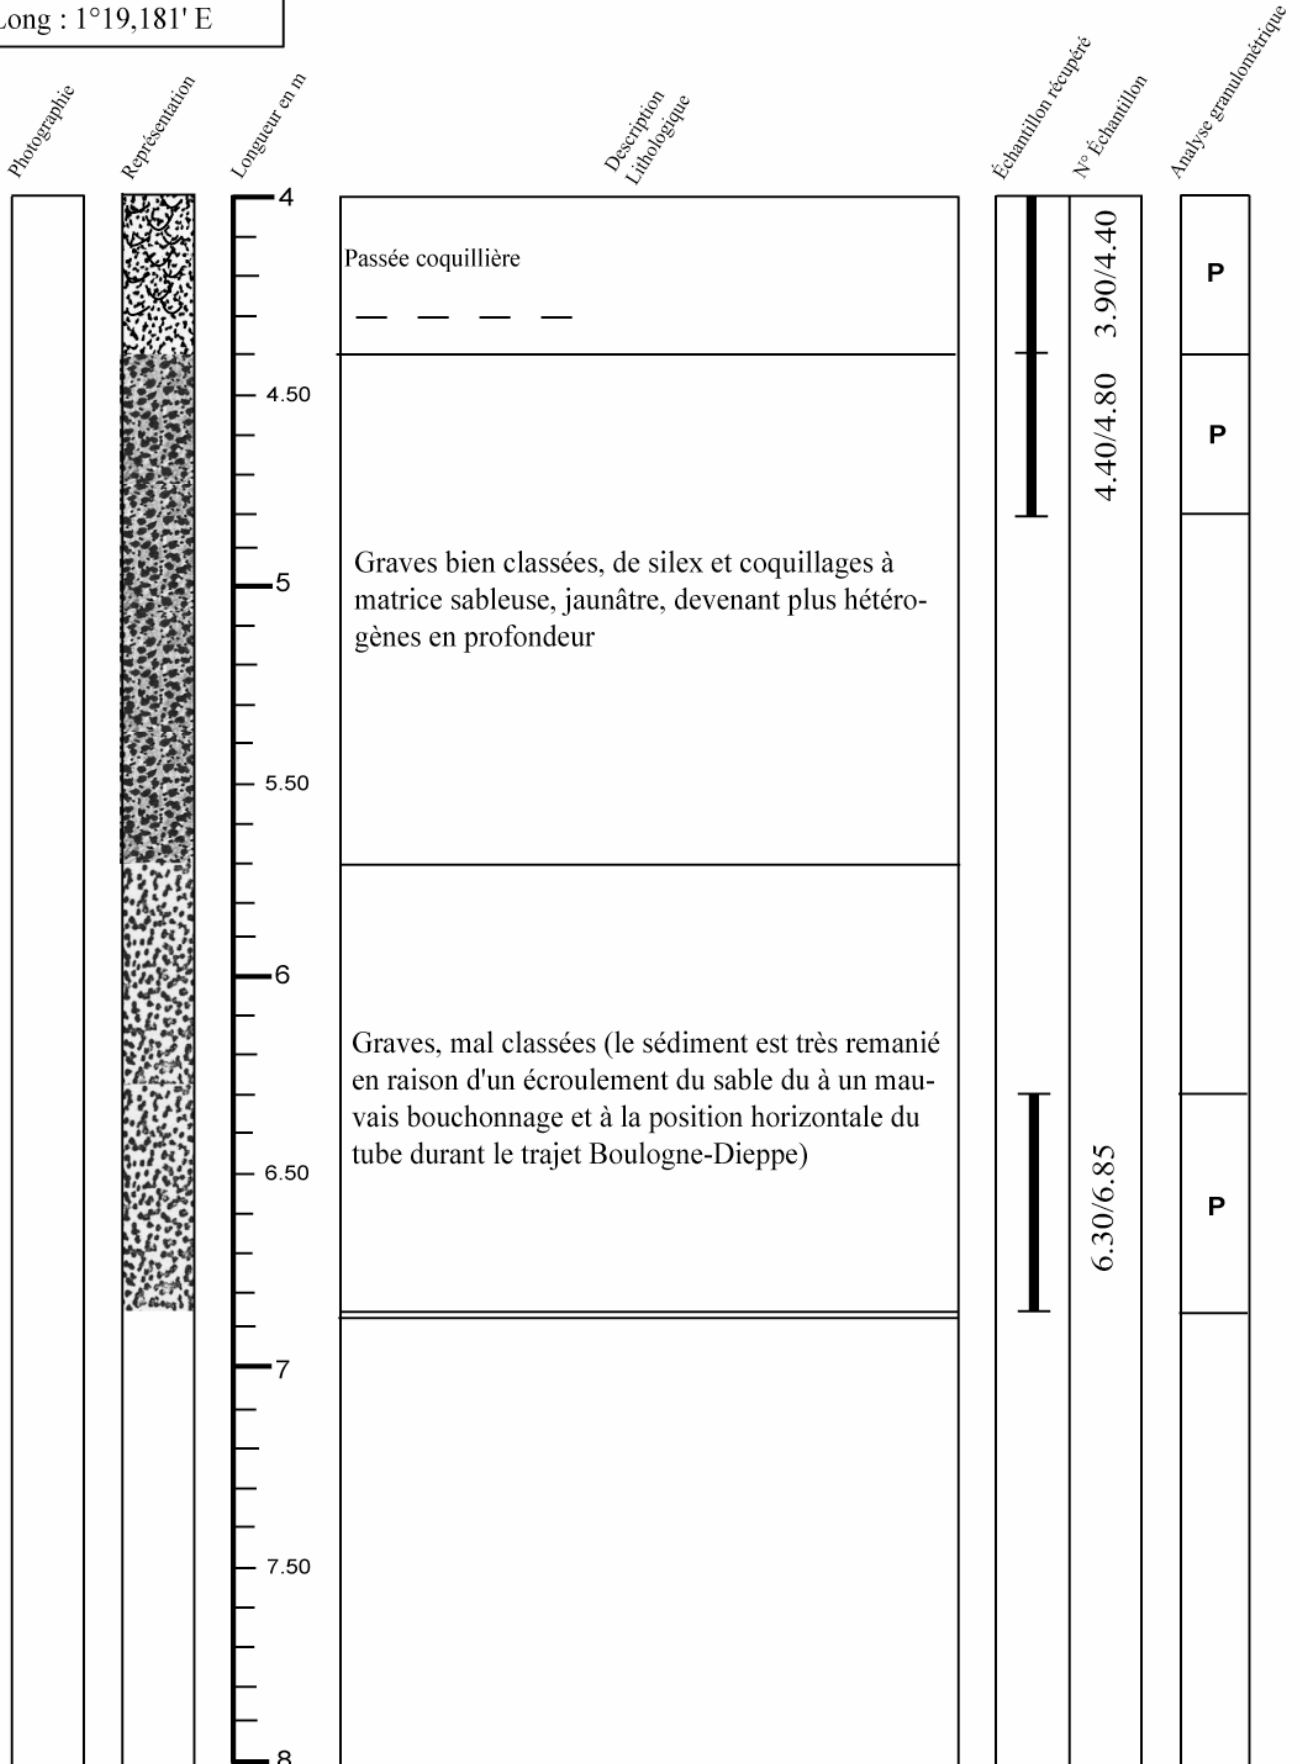 Long : 1°19,181' E
Photographie
Représentation
Longueur en m
Description
Lithologique
Échantillon récupéré
N° Échantillon
Analyse granulométrique
4
Passée coquillière
3.90/4.40
P
4.50
4.40/4.80
P
Graves bien classées, de silex et coquillages à
matrice sableuse, jaunâtre, devenant plus hétéro-
gènes en profondeur
5
5.50
6
Graves, mal classées (le sédiment est très remanié
en raison d'un écroulement du sable du à un mau-
vais bouchonnage et à la position horizontale du
tube durant le trajet Boulogne-Dieppe)
6.50
6.30/6.85
P
7
7.50
8